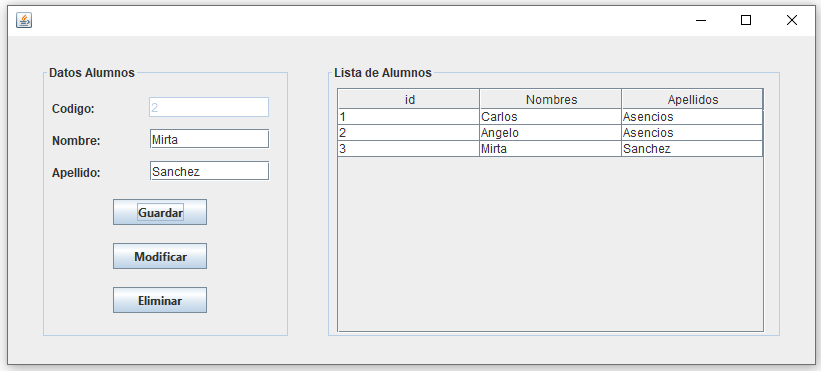 Datos Alumnos
Codigo: 2
Nombre: Mirta
Apellido: Sanchez
Guardar
Modificar
Eliminar
Lista de Alumnos
id Nombres Apellidos
1 Carlos Asencios
2 Angelo Asencios
3 Mirta Sanchez